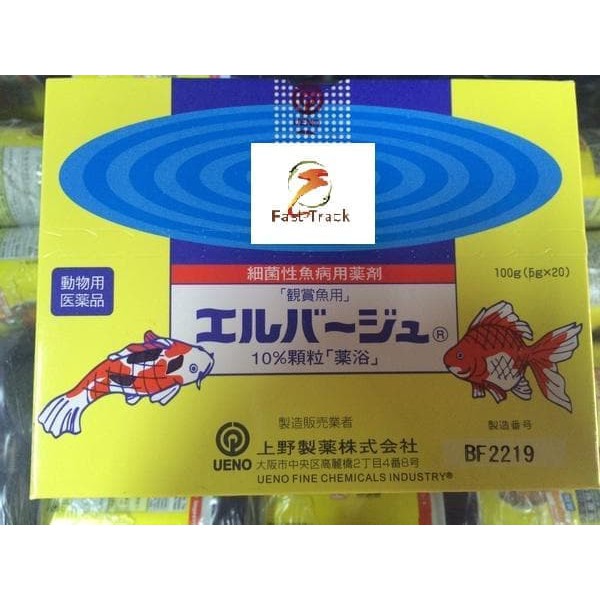 Fast Track
細菌性魚病用薬剤
100g(5g×20)
動物用
医薬品
「観賞魚用」
エルバージュ®
10%顆粒「薬浴」
製造販売業者
製造番号
上野製薬株式会社
BF2219
UENO
大阪市中央区高麗橋2丁目4番8号
UENO FINE CHEMICALS INDUSTRY®